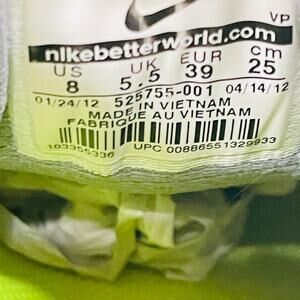 VP
nikebetterworld.com
US UK EUR cm
8 5.5 39 25
01/24/12 525755-001 04/14/12
MADE IN VIETNAM
FABRIQUÉ AU VIETNAM
103355336 UPC 00886551329933